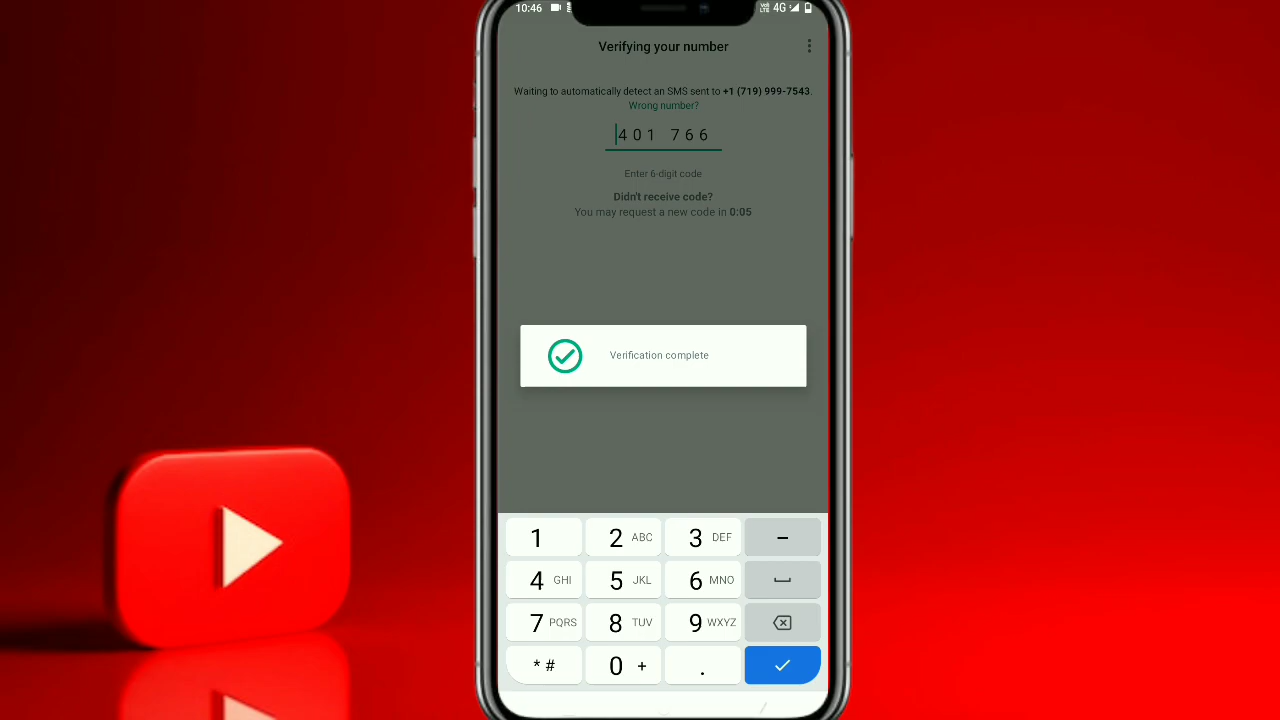 10:46
VoLTE 4G
Verifying your number
Waiting to automatically detect an SMS sent to +1 (719) 999-7543.
Wrong number?
401 766
Enter 6-digit code
Didn't receive code?
You may request a new code in 0:05
Verification complete
1 2 ABC 3 DEF –
4 GHI 5 JKL 6 MNO
7 PQRS 8 TUV 9 WXYZ
* # 0 + .